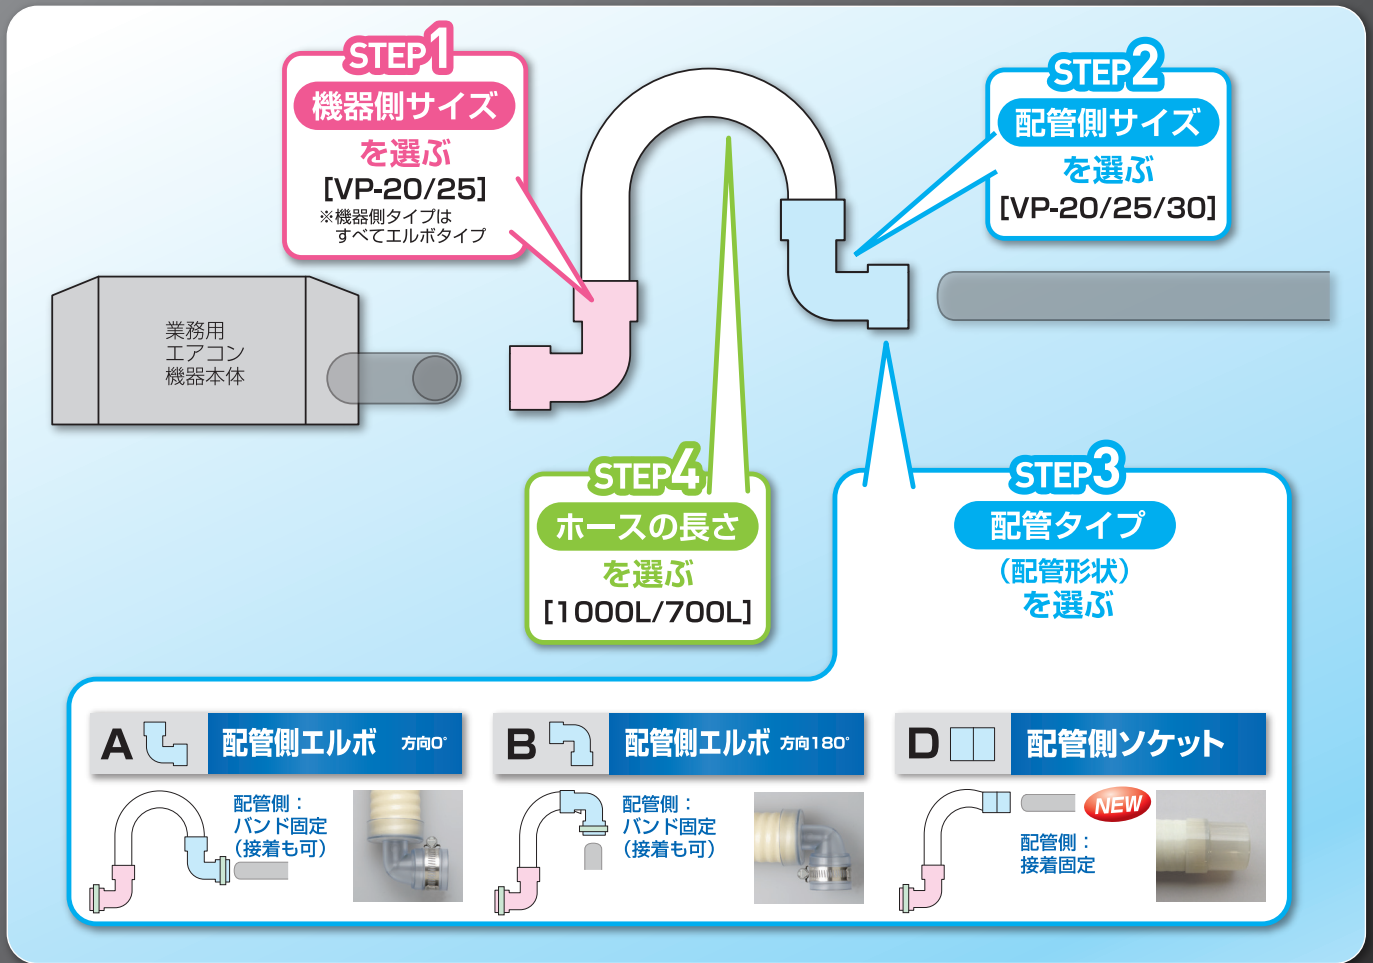 STEP1
機器側サイズ
を選ぶ
[VP-20/25]
※機器側タイプは
すべてエルボタイプ
STEP2
配管側サイズ
を選ぶ
[VP-20/25/30]
業務用
エアコン
機器本体
STEP4
ホースの長さ
を選ぶ
[1000L/700L]
STEP3
配管タイプ
（配管形状）
を選ぶ
A 配管側エルボ 方向0°
配管側：
バンド固定
（接着も可）
B 配管側エルボ 方向180°
配管側：
バンド固定
（接着も可）
D 配管側ソケット
NEW
配管側：
接着固定